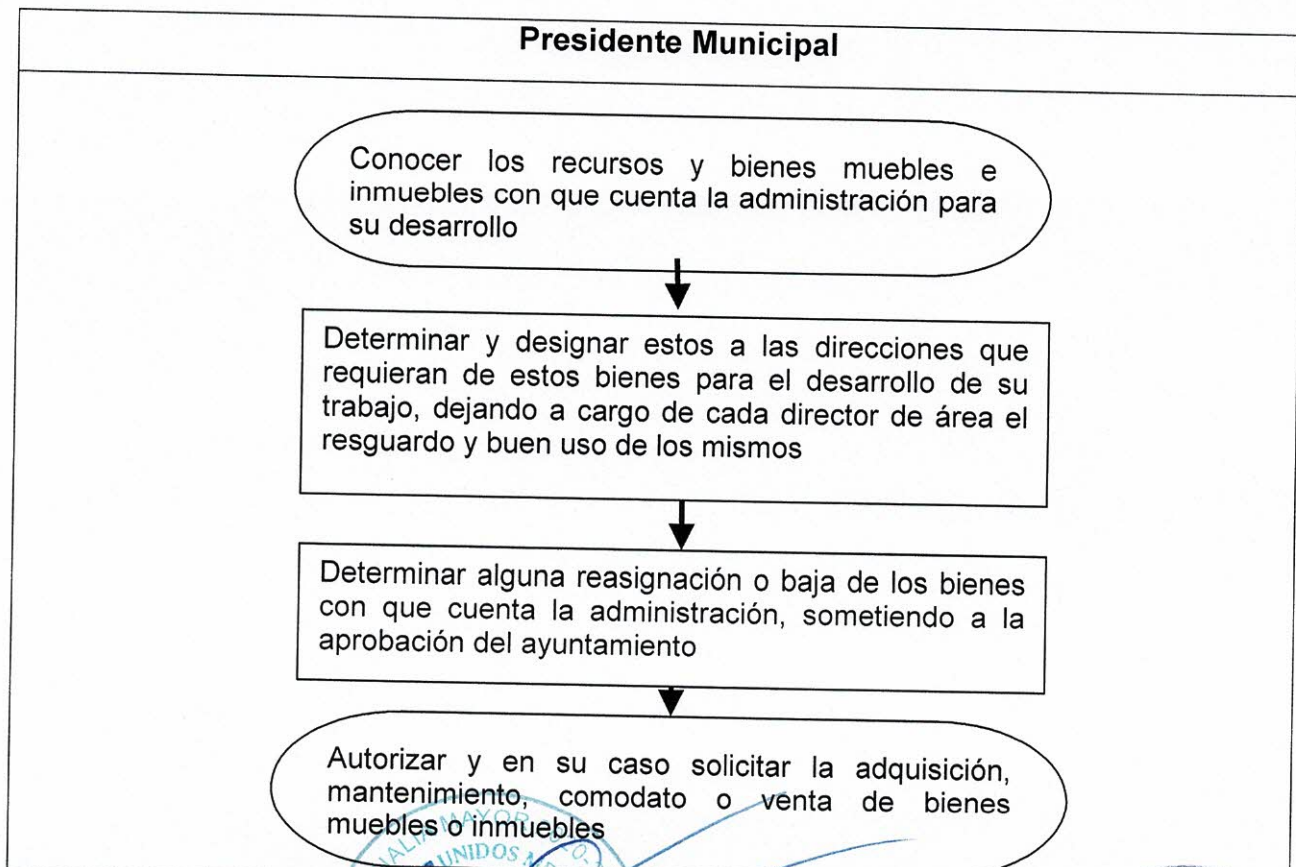 Presidente Municipal
Conocer los recursos y bienes muebles e
inmuebles con que cuenta la administración para
su desarrollo
Determinar y designar estos a las direcciones que
requieran de estos bienes para el desarrollo de su
trabajo, dejando a cargo de cada director de área el
resguardo y buen uso de los mismos
Determinar alguna reasignación o baja de los bienes
con que cuenta la administración, sometiendo a la
aprobación del ayuntamiento
Autorizar y en su caso solicitar la adquisición,
mantenimiento, comodato o venta de bienes
muebles o inmuebles
MAYOR
UNIDOS